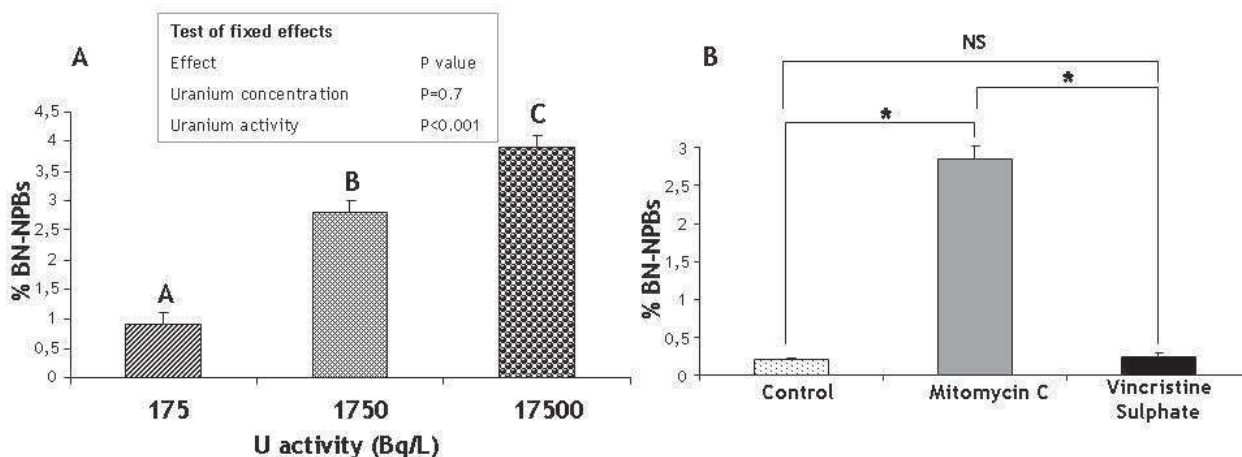 A
Test of fixed effects
Effect P value
Uranium concentration P=0.7
Uranium activity P<0.001
% BN-NPBs
4,5
4
3,5
3
2,5
2
1,5
1
0,5
0
A
B
C
175 1750 17500
U activity (Bq/L)
B
NS
*
*
% BN-NPBs
3
2,5
2
1,5
1
0,5
0
Control Mitomycin C Vincristine
Sulphate